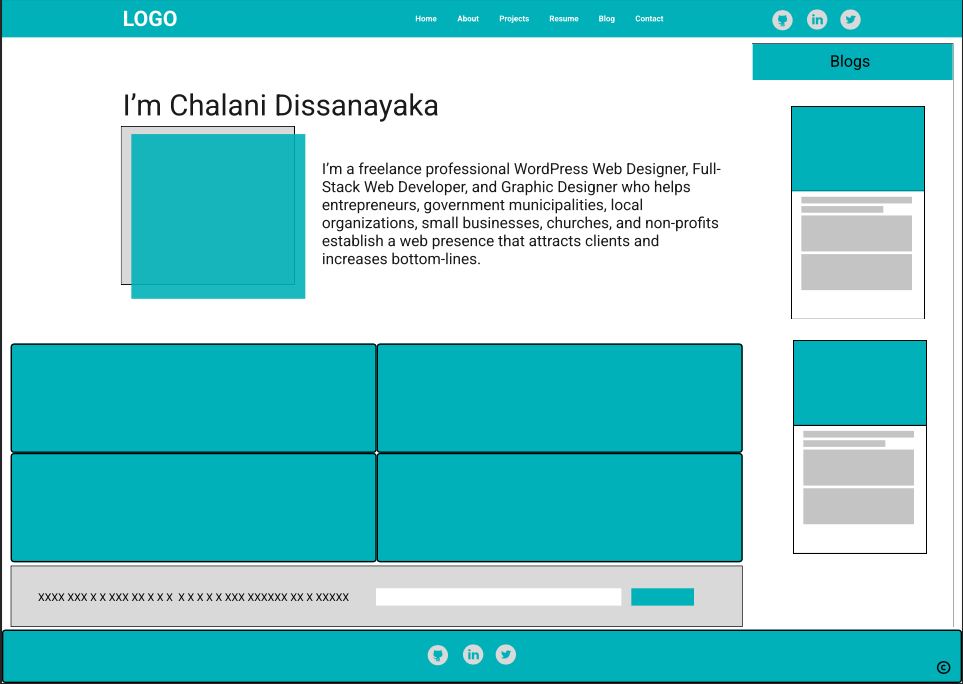 LOGO
Home About Projects Resume Blog Contact
Blogs
I'm Chalani Dissanayaka
I'm a freelance professional WordPress Web Designer, Full-
Stack Web Developer, and Graphic Designer who helps
entrepreneurs, government municipalities, local
organizations, small businesses, churches, and non-profits
establish a web presence that attracts clients and
increases bottom-lines.
XXXX XXX X X XXX XX X X X X X X X X XXX XXXXXX XX X XXXXX
©